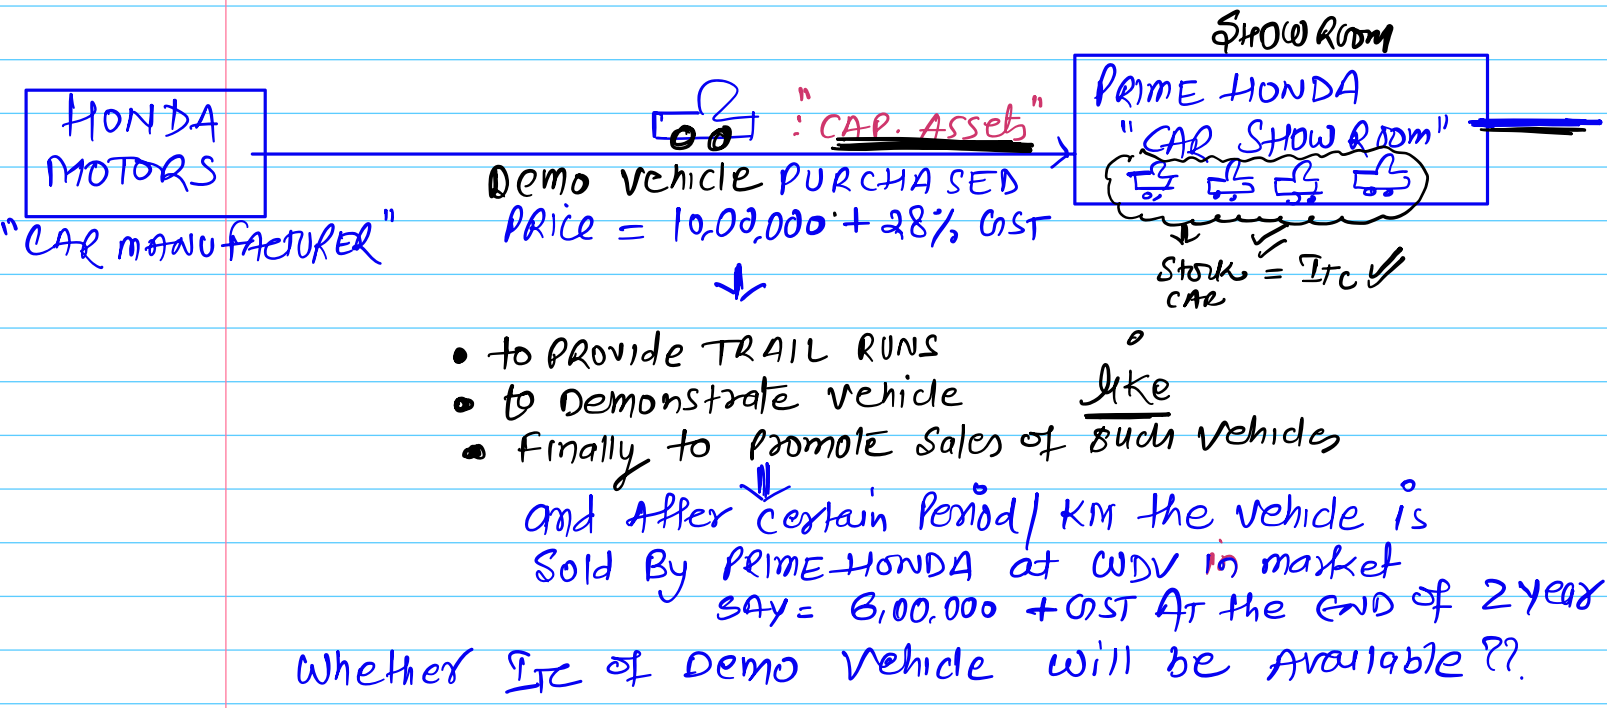 SHOW ROOM
HONDA
MOTORS
"CAR MANUFACTURER"
: "CAP. ASSets"
Demo vehicle PURCHASED
PRice = 10,00,000 + 28% GST
PRIME HONDA
"CAR SHOW ROOM"
Stock = ITC
CAR
• to PROVIDE TRAIL RUNS
• to Demonstrate vehicle
• Finally to promote Sales of such vehicles
like
and After certain Period/KM the vehicle is
Sold By PRIME HONDA at WDV in market
SAY = 6,00,000 + GST AT the END of 2 year
Whether ITC of Demo Vehicle will be Available??